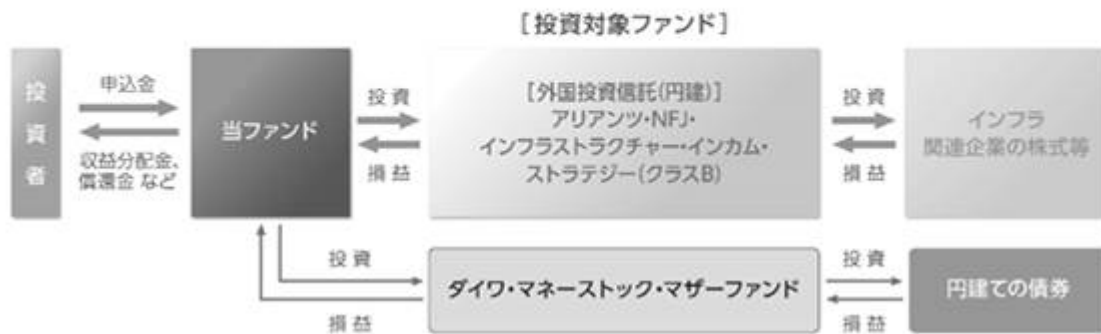 [投資対象ファンド]
投資者
申込金
収益分配金、
償還金 など
当ファンド
投 資
損 益
[外国投資信託(円建)]
アリアンツ・NFJ・
インフラストラクチャー・インカム・
ストラテジー(クラスB)
投 資
損 益
インフラ
関連企業の株式等
投 資
損 益
ダイワ・マネーストック・マザーファンド
投 資
損 益
円建ての債券